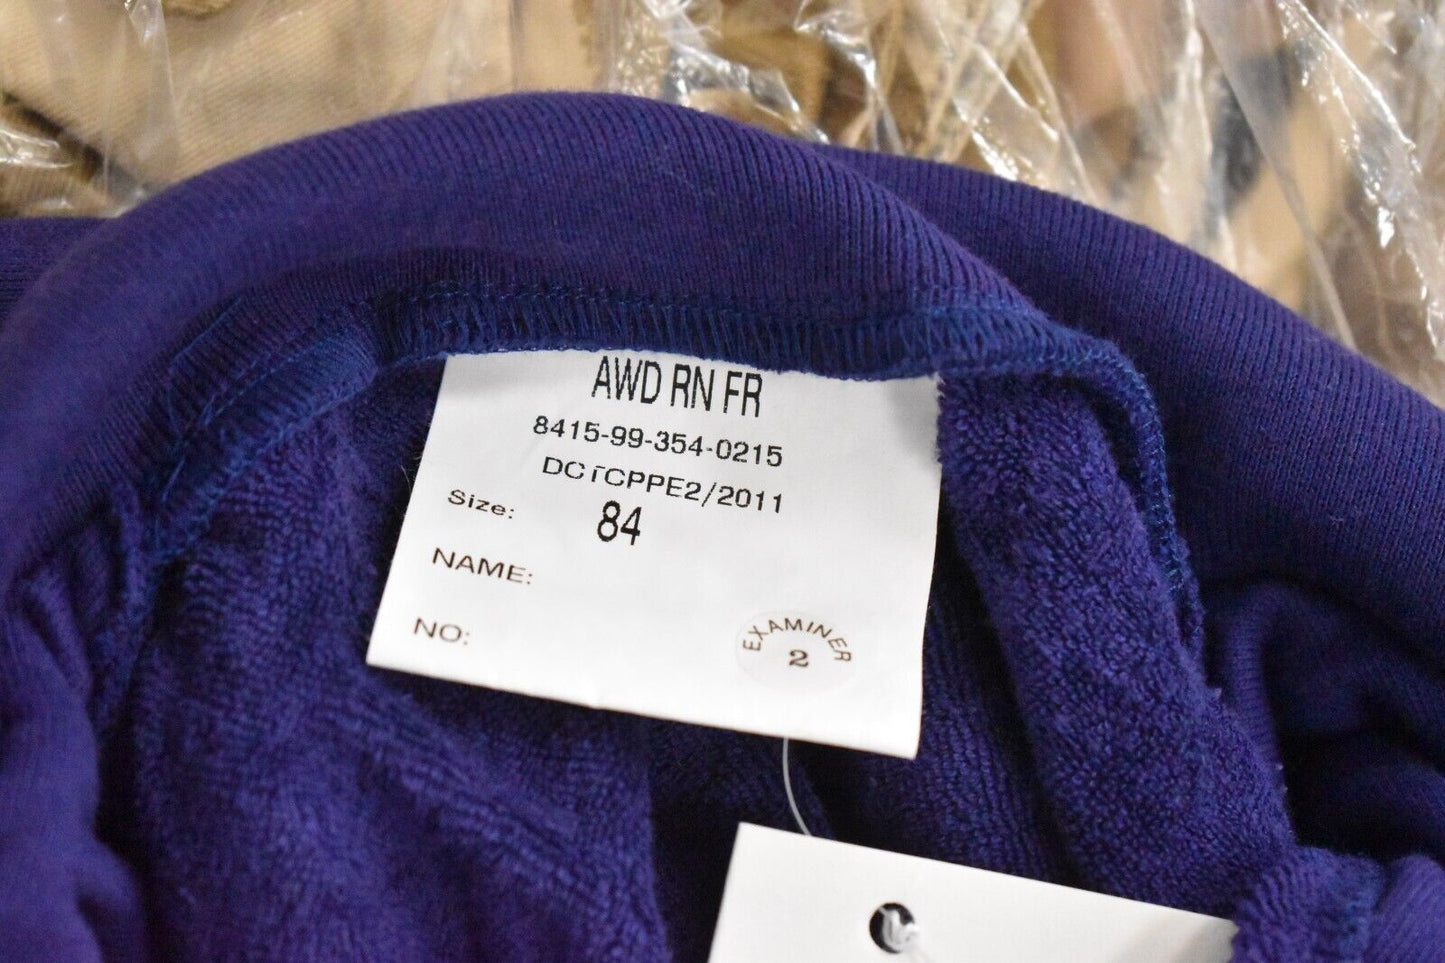 AWD RN FR
8415-99-354-0215
DCTCPPE2/2011
Size: 84
NAME:
NO:
EXAMINER
2